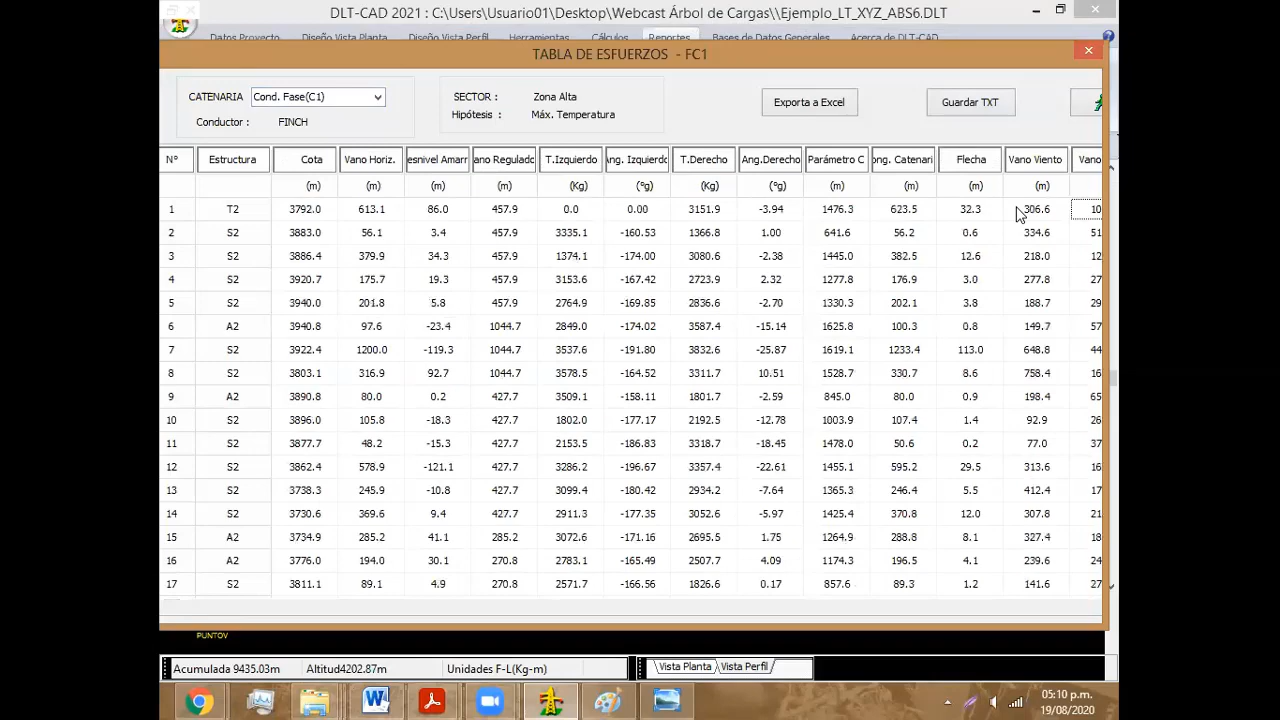 DLT-CAD 2021 : C:\Users\Usuario01\Desktop\Webcast Árbol de Cargas\\Ejemplo_LT_XYZ_ABS6.DLT
Datos Proyecto Diseño Vista Planta Diseño Vista Perfil Herramientas Cálculos Reportes Bases de Datos Generales Acerca de DLT-CAD
TABLA DE ESFUERZOS - FC1
CATENARIA Cond. Fase(C1) SECTOR : Zona Alta Exporta a Excel Guardar TXT
Conductor : FINCH Hipótesis : Máx. Temperatura
Nº Estructura Cota Vano Horiz. esnivel Amarr ano Regulado T.Izquierdo ng. Izquierdo T.Derecho Ang.Derecho Parámetro C ong. Catenari Flecha Vano Viento Vano
(m) (m) (m) (m) (Kg) (ºg) (Kg) (ºg) (m) (m) (m) (m)
1 T2 3792.0 613.1 86.0 457.9 0.0 0.00 3151.9 -3.94 1476.3 623.5 32.3 306.6 10
2 S2 3883.0 56.1 3.4 457.9 3335.1 -160.53 1366.8 1.00 641.6 56.2 0.6 334.6 51
3 S2 3886.4 379.9 34.3 457.9 1374.1 -174.00 3080.6 -2.38 1445.0 382.5 12.6 218.0 12
4 S2 3920.7 175.7 19.3 457.9 3153.6 -167.42 2723.9 2.32 1277.8 176.9 3.0 277.8 27
5 S2 3940.0 201.8 5.8 457.9 2764.9 -169.85 2836.6 -2.70 1330.3 202.1 3.8 188.7 29
6 A2 3940.8 97.6 -23.4 1044.7 2849.0 -174.02 3587.4 -15.14 1625.8 100.3 0.8 149.7 57
7 S2 3922.4 1200.0 -119.3 1044.7 3537.6 -191.80 3832.6 -25.87 1619.1 1233.4 113.0 648.8 44
8 S2 3803.1 316.9 92.7 1044.7 3578.5 -164.52 3311.7 10.51 1528.7 330.7 8.6 758.4 16
9 A2 3890.8 80.0 0.2 427.7 3509.1 -158.11 1801.7 -2.59 845.0 80.0 0.9 198.4 65
10 S2 3896.0 105.8 -18.3 427.7 1802.0 -177.17 2192.5 -12.78 1003.9 107.4 1.4 92.9 26
11 S2 3877.7 48.2 -15.3 427.7 2153.5 -186.83 3318.7 -18.45 1478.0 50.6 0.2 77.0 37
12 S2 3862.4 578.9 -121.1 427.7 3286.2 -196.67 3357.4 -22.61 1455.1 595.2 29.5 313.6 16
13 S2 3738.3 245.9 -10.8 427.7 3099.4 -180.42 2934.2 -7.64 1365.3 246.4 5.5 412.4 17
14 S2 3730.6 369.6 9.4 427.7 2911.3 -177.35 3052.6 -5.97 1425.4 370.8 12.0 307.8 21
15 A2 3734.9 285.2 41.1 285.2 3072.6 -171.16 2695.5 1.75 1264.9 288.8 8.1 327.4 18
16 A2 3776.0 194.0 30.1 270.8 2783.1 -165.49 2507.7 4.09 1174.3 196.5 4.1 239.6 24
17 S2 3811.1 89.1 4.9 270.8 2571.7 -166.56 1826.6 0.17 857.6 89.3 1.2 141.6 27
PUNTOV
Acumulada 9435.03m Altitud4202.87m Unidades F-L(Kg-m) Vista Planta Vista Perfil
05:10 p.m.
19/08/2020